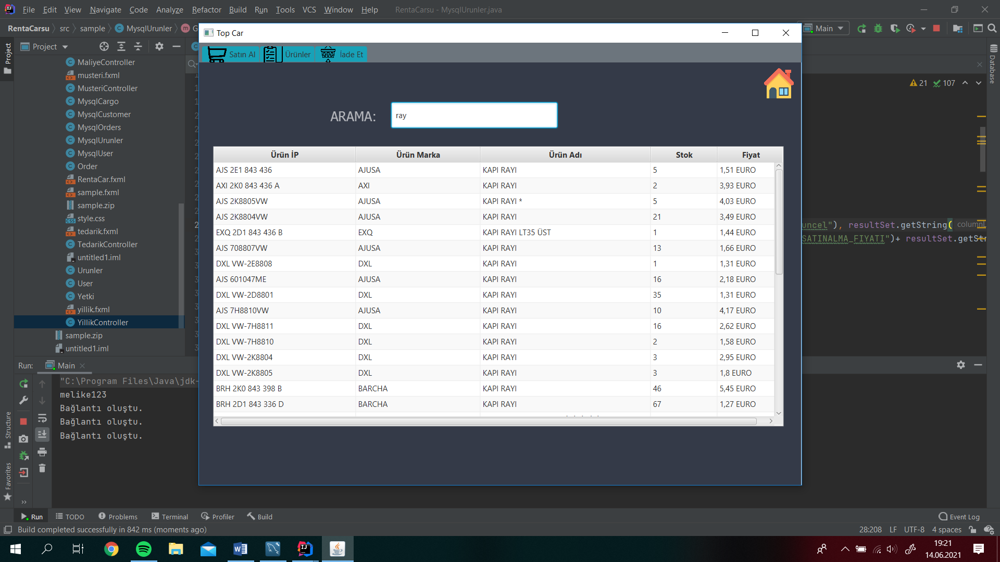 File Edit View Navigate Code Analyze Refactor Build Run Tools VCS Window Help RentaCarsu - MysqlUrunler.java
RentaCarsu src sample MysqlUrunler G Main
Project
Project
MaliyeController
musteri.fxml
MusteriController
MysqlCargo
MysqlCustomer
MysqlOrders
MysqlUrunler
MysqlUser
Order
RentaCar.fxml
sample.fxml
sample.zip
style.css
tedarik.fxml
TedarikController
untitled1.iml
Urunler
User
Yetki
yillik.fxml
YillikController
sample.zip
untitled1.iml
Top Car
Satın Al Ürünler İade Et
ARAMA: ray
Ürün İP Ürün Marka Ürün Adı Stok Fiyat
AJS 2E1 843 436 AJUSA KAPI RAYI 5 1,51 EURO
AXI 2K0 843 436 A AXI KAPI RAYI 2 3,93 EURO
AJS 2K8805VW AJUSA KAPI RAYI * 5 4,03 EURO
AJS 2K8804VW AJUSA KAPI RAYI 21 3,49 EURO
EXQ 2D1 843 436 B EXQ KAPI RAYI LT35 ÜST 1 1,44 EURO
AJS 708807VW AJUSA KAPI RAYI 13 1,66 EURO
DXL VW-2E8808 DXL KAPI RAYI 1 1,31 EURO
AJS 601047ME AJUSA KAPI RAYI 16 2,18 EURO
DXL VW-2D8801 DXL KAPI RAYI 35 1,31 EURO
AJS 7H8810VW AJUSA KAPI RAYI 10 4,17 EURO
DXL VW-7H8811 DXL KAPI RAYI 16 2,62 EURO
DXL VW-7H8810 DXL KAPI RAYI 2 1,58 EURO
DXL VW-2K8804 DXL KAPI RAYI 3 2,95 EURO
DXL VW-2K8805 DXL KAPI RAYI 3 1,8 EURO
BRH 2K0 843 398 B BARCHA KAPI RAYI 46 5,45 EURO
BRH 2D1 843 336 D BARCHA KAPI RAYI 67 1,27 EURO
21 107
Database
uncel"), resultSet.getString( columnL
SATINALMA_FIYATI")+ resultSet.getStr
Run: Main
"C:\Program Files\Java\jdk-
melike123
Bağlantı oluştu.
Bağlantı oluştu.
Bağlantı oluştu.
Structure
Favorites
Run TODO Problems Terminal Profiler Build Event Log
Build completed successfully in 842 ms (moments ago) 28:208 LF UTF-8 4 spaces
19:21
14.06.2021